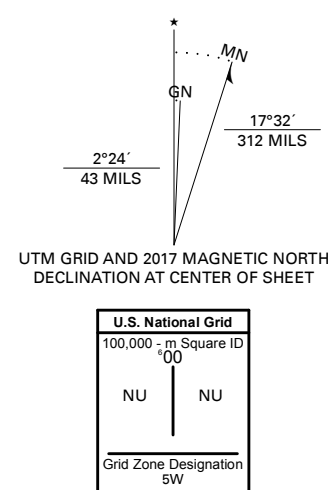 ★
MN
GN
17°32´
312 MILS
2°24´
43 MILS
UTM GRID AND 2017 MAGNETIC NORTH
DECLINATION AT CENTER OF SHEET
U.S. National Grid
100,000 - m Square ID
⁶00
NU NU
Grid Zone Designation
5W